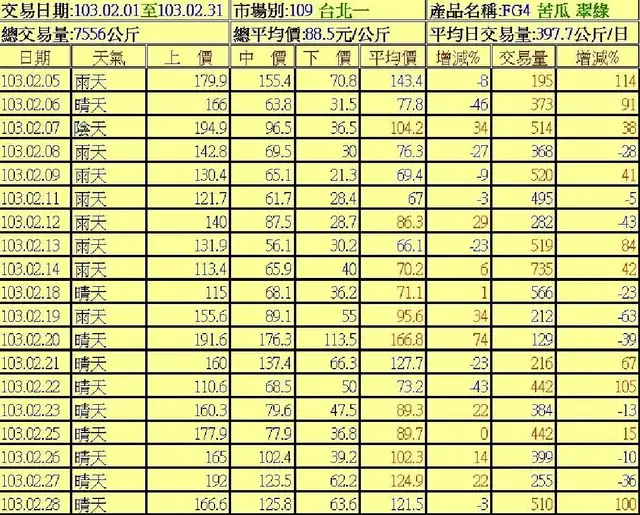 交易日期:103.02.01至103.02.31 市場別:109 台北一 產品名稱:FG4 苦瓜 翠綠
總交易量:7556公斤 總平均價:88.5元/公斤 平均日交易量:397.7公斤/日
日期 天氣 上 價 中 價 下 價 平均價 增減% 交易量 增減%
103.02.05 雨天 179.9 155.4 70.8 143.4 -8 195 114
103.02.06 晴天 166 63.8 31.5 77.8 -46 373 91
103.02.07 陰天 194.9 96.5 36.5 104.2 34 514 38
103.02.08 雨天 142.8 69.5 30 76.3 -27 368 -28
103.02.09 雨天 130.4 65.1 21.3 69.4 -9 520 41
103.02.11 雨天 121.7 61.7 28.4 67 -3 495 -5
103.02.12 雨天 140 87.5 28.7 86.3 29 282 -43
103.02.13 雨天 131.9 56.1 30.2 66.1 -23 519 84
103.02.14 雨天 113.4 65.9 40 70.2 6 735 42
103.02.18 晴天 115 68.1 36.2 71.1 1 566 -23
103.02.19 雨天 155.6 89.1 55 95.6 34 212 -63
103.02.20 晴天 191.6 176.3 113.5 166.8 74 129 -39
103.02.21 晴天 160 137.4 66.3 127.7 -23 216 67
103.02.22 晴天 110.6 68.5 50 73.2 -43 442 105
103.02.23 晴天 160.3 79.6 47.5 89.3 22 384 -13
103.02.25 晴天 177.9 77.9 36.8 89.7 0 442 15
103.02.26 晴天 165 102.4 39.2 102.3 14 399 -10
103.02.27 晴天 192 123.5 62.2 124.9 22 255 -36
103.02.28 晴天 166.6 125.8 63.6 121.5 -3 510 100